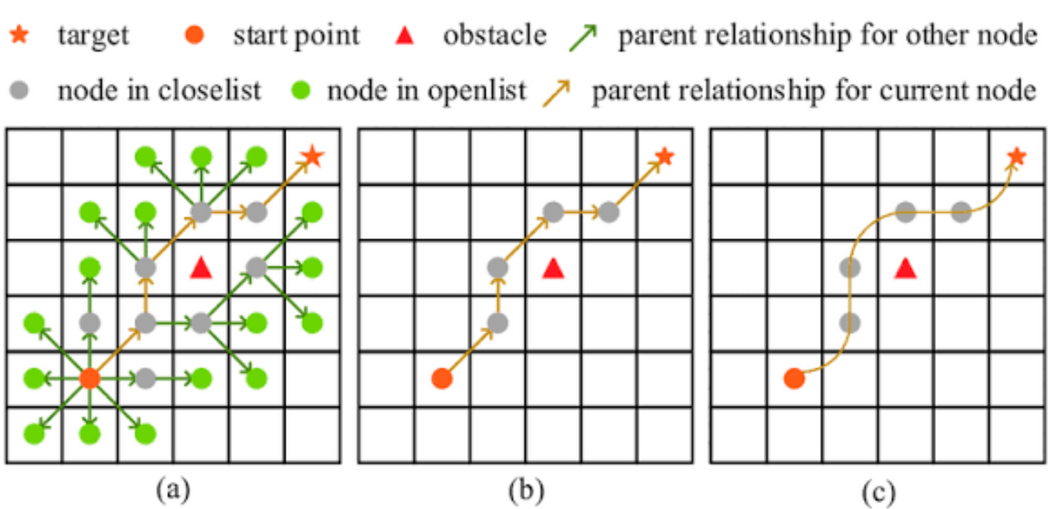 target start point obstacle parent relationship for other node
node in closelist node in openlist parent relationship for current node
(a) (b) (c)